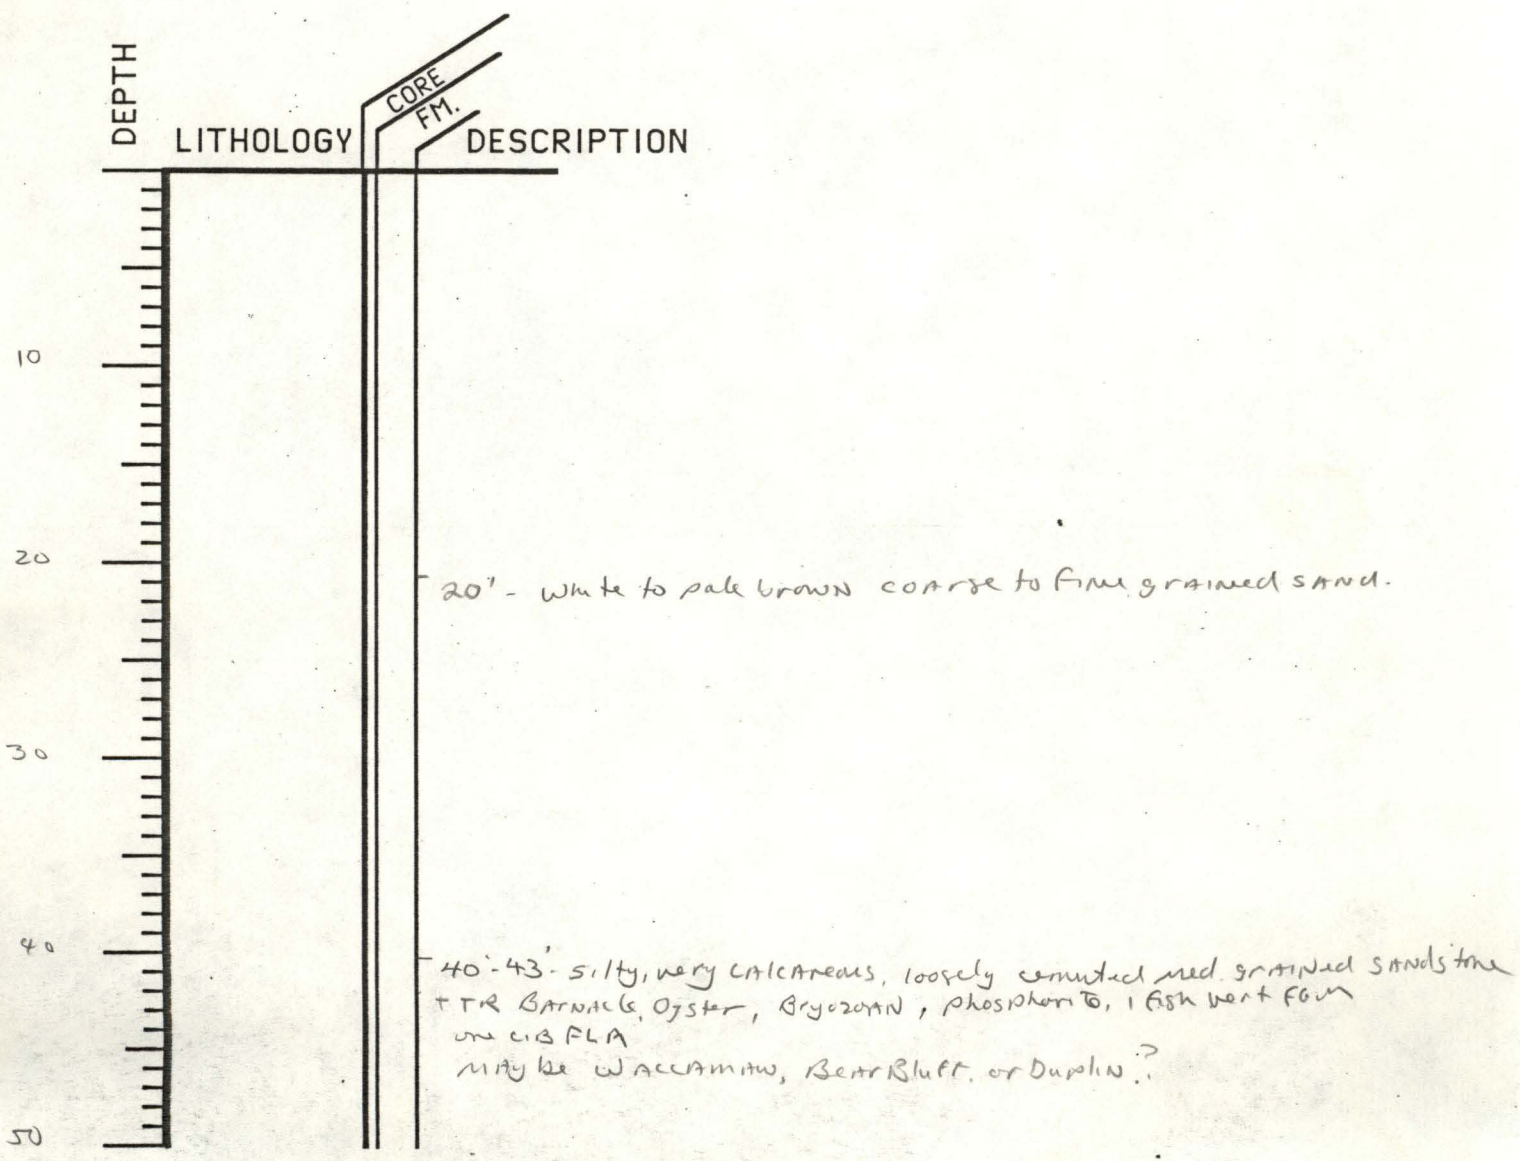 DEPTH
LITHOLOGY
CORE
FM.
DESCRIPTION
10
20
20' - White to pale brown coarse to fine grained sand.
30
40
40'-43'- silty, very calcareous, loosely cemented med. grained sandstone
+ TR Barnacle, Oyster, Bryozoan, phosphorite, 1 fish vert
one
Maybe Waccamaw, Bear Bluff, or Duplin?
50